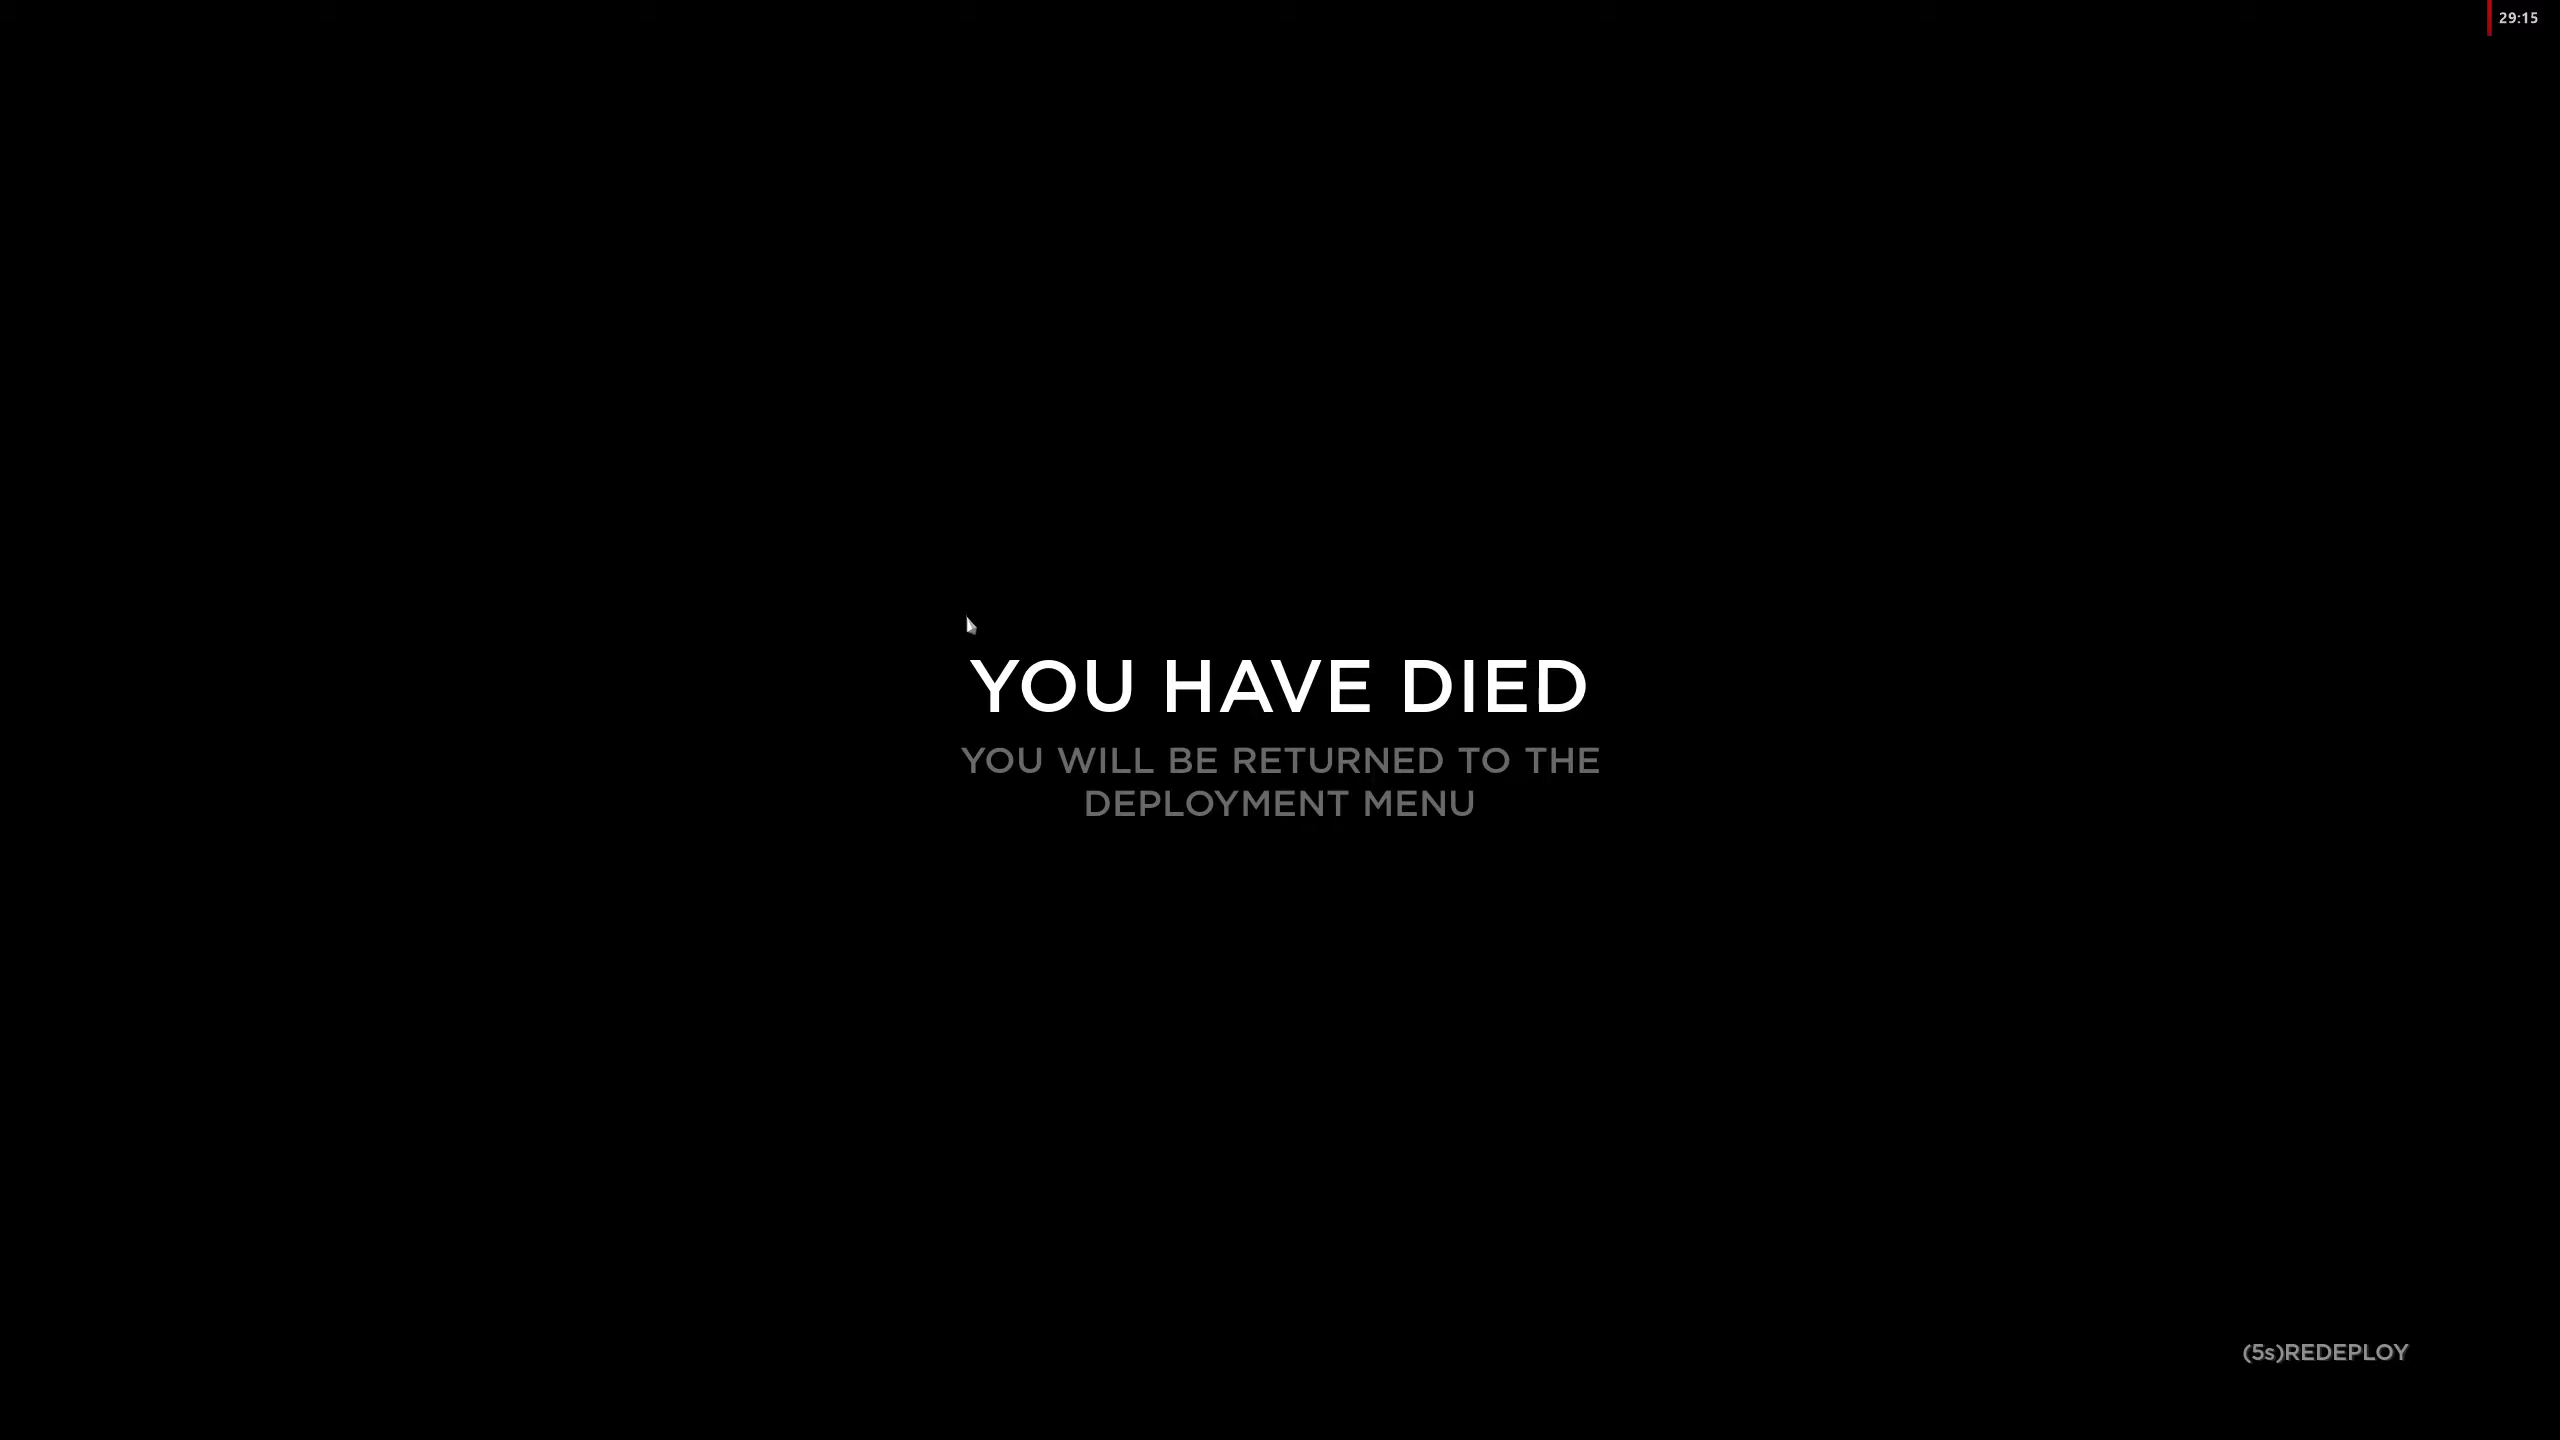 29:15
YOU HAVE DIED
YOU WILL BE RETURNED TO THE
DEPLOYMENT MENU
(5s)REDEPLOY